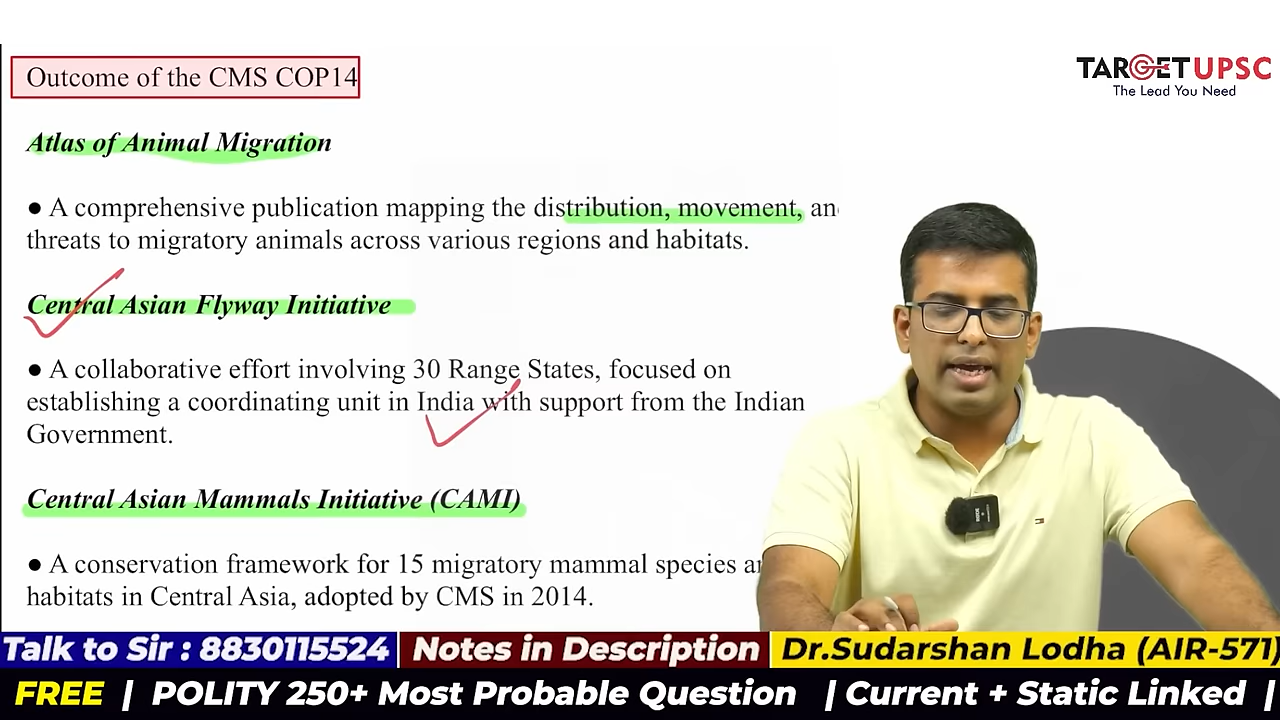 Outcome of the CMS COP14
TARGETUPSC
The Lead You Need
Atlas of Animal Migration
● A comprehensive publication mapping the distribution, movement,
threats to migratory animals across various regions and habitats.
Central Asian Flyway Initiative
● A collaborative effort involving 30 Range States, focused on
establishing a coordinating unit in India with support from the Indian
Government.
Central Asian Mammals Initiative (CAMI)
● A conservation framework for 15 migratory mammal species
habitats in Central Asia, adopted by CMS in 2014.
Talk to Sir : 8830115524 Notes in Description Dr.Sudarshan Lodha (AIR-571)
FREE | POLITY 250+ Most Probable Question | Current + Static Linked |